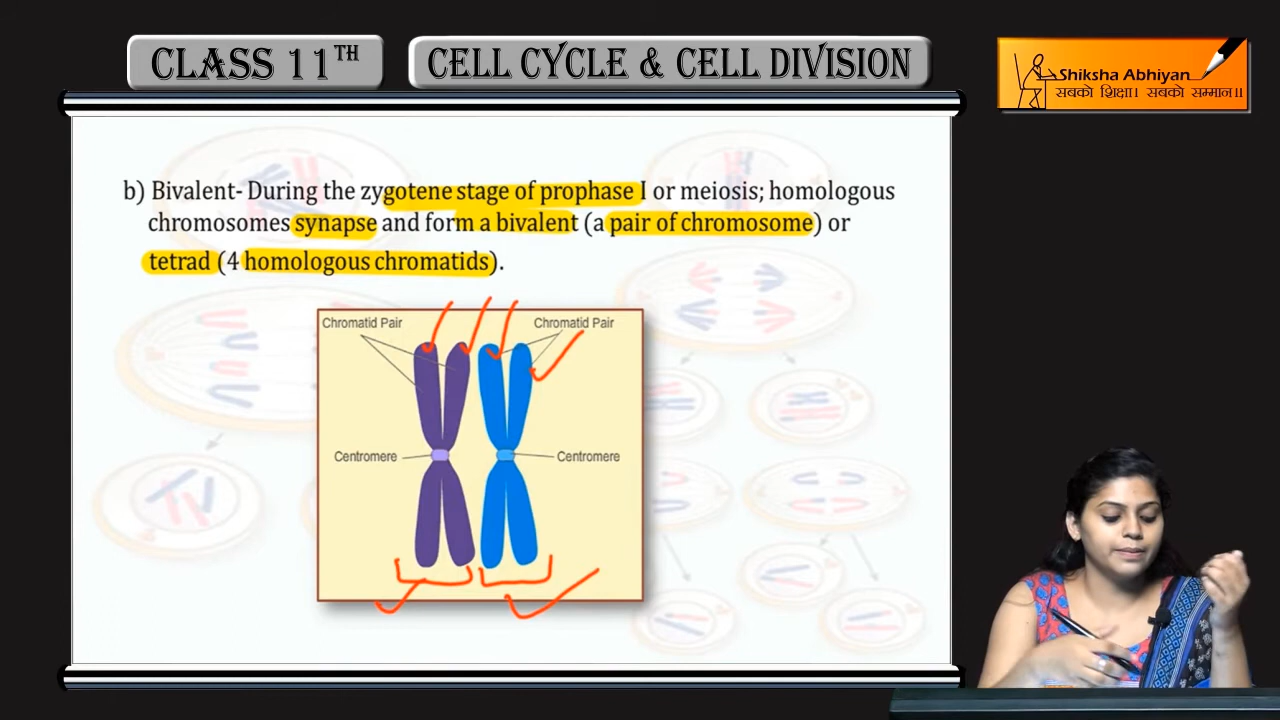 CLASS 11TH
CELL CYCLE & CELL DIVISION
Shiksha Abhiyan
सबको शिक्षा। सबको सम्मान॥
b) Bivalent- During the zygotene stage of prophase I or meiosis; homologous
chromosomes synapse and form a bivalent (a pair of chromosome) or
tetrad (4 homologous chromatids).
Chromatid Pair
Chromatid Pair
Centromere
Centromere